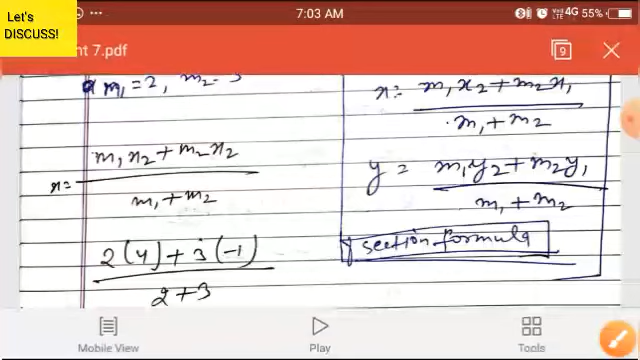 Let's
DISCUSS!
7:03 AM
4G 55%
nt 7.pdf
9
m₁ = 2, m₂ = 3
x = m₁x₂ + m₂x₂
m₁ + m₂
2(4) + 3(-1)
2+3
x = m₁x₂ + m₂x₁
m₁ + m₂
y = m₁y₂ + m₂y₁
m₁ + m₂
section formula
Mobile View
Play
Tools